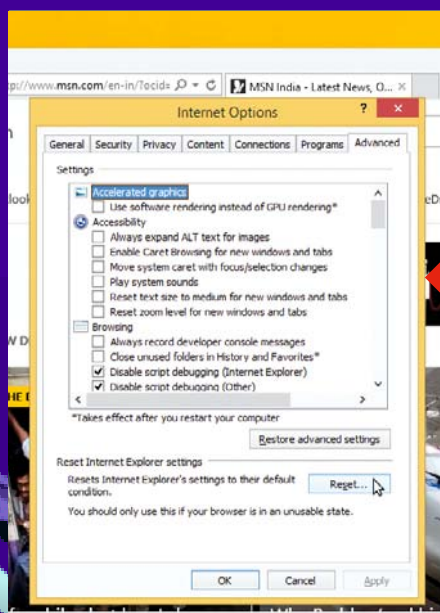 tp://www.msn.com/en-in/?ocid=
MSN India - Latest News, O...
Internet Options
?
General Security Privacy Content Connections Programs Advanced
Settings
Accelerated graphics
Use software rendering instead of GPU rendering*
Accessibility
Always expand ALT text for images
Enable Caret Browsing for new windows and tabs
Move system caret with focus/selection changes
Play system sounds
Reset text size to medium for new windows and tabs
Reset zoom level for new windows and tabs
Browsing
Always record developer console messages
Close unused folders in History and Favorites*
Disable script debugging (Internet Explorer)
Disable script debugging (Other)
*Takes effect after you restart your computer
Restore advanced settings
Reset Internet Explorer settings
Resets Internet Explorer's settings to their default
condition.
Reset...
You should only use this if your browser is in an unusable state.
OK Cancel Apply